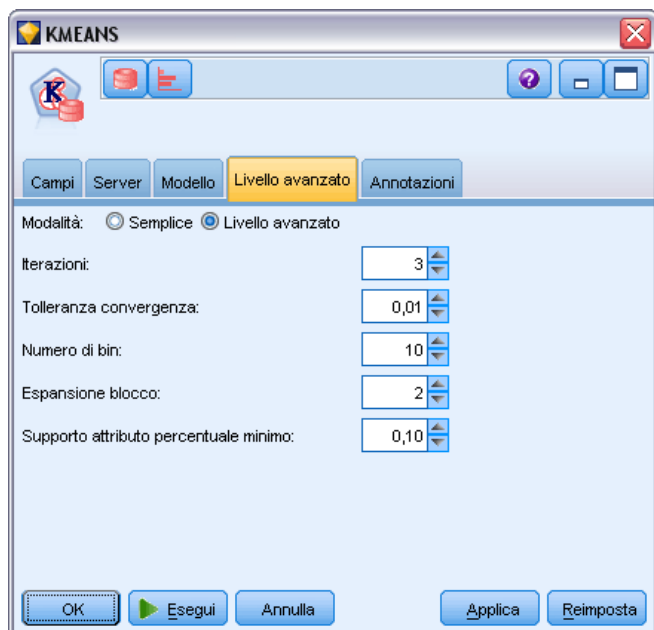 KMEANS
K
?
Campi Server Modello Livello avanzato Annotazioni
Modalità: Semplice Livello avanzato
Iterazioni: 3
Tolleranza convergenza: 0,01
Numero di bin: 10
Espansione blocco: 2
Supporto attributo percentuale minimo: 0,10
OK Esegui Annulla Applica Reimposta